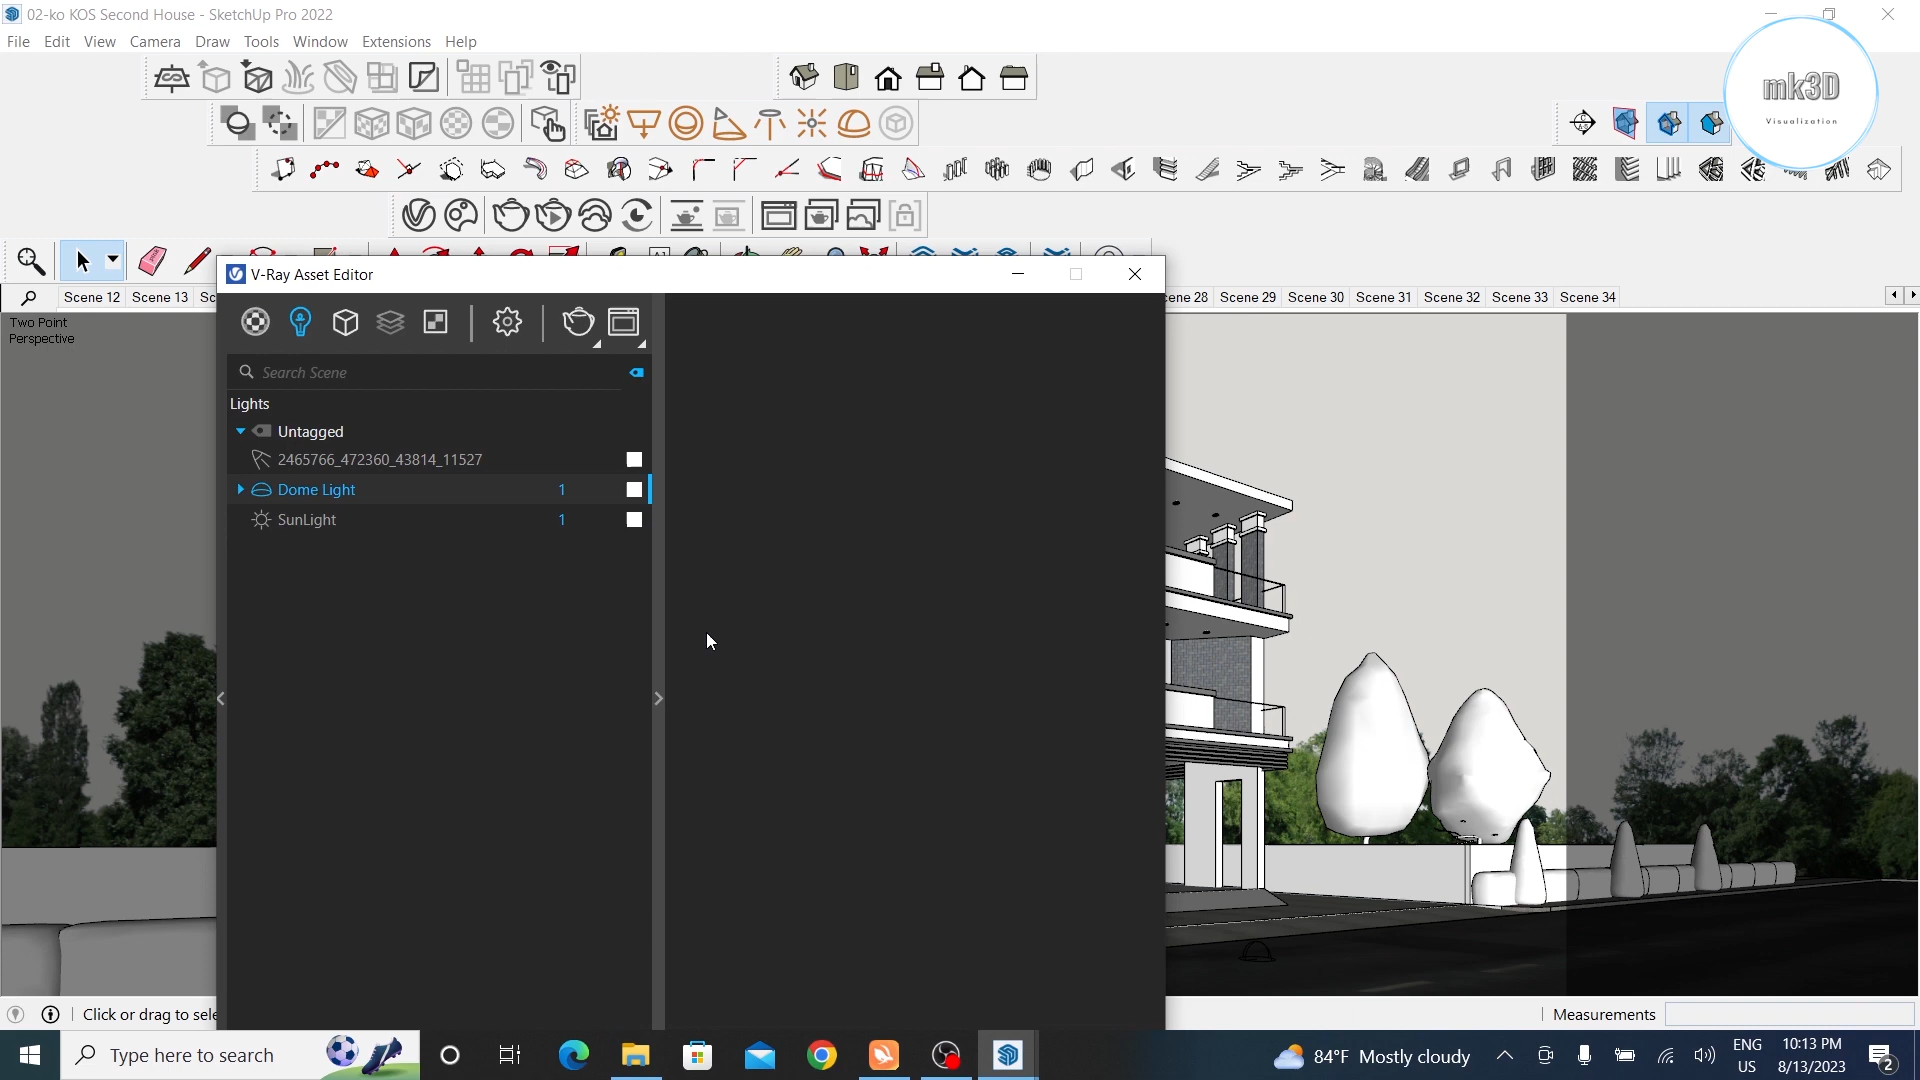 02-ko KOS Second House - SketchUp Pro 2022
File Edit View Camera Draw Tools Window Extensions Help
mk3D
Visualization
Scene 12 Scene 13 Sc
ene 28 Scene 29 Scene 30 Scene 31 Scene 32 Scene 33 Scene 34
Two Point
Perspective
V-Ray Asset Editor
Search Scene
Lights
Untagged
2465766_472360_43814_11527
Dome Light 1
SunLight 1
Click or drag to sele
Measurements
Type here to search
84°F Mostly cloudy
ENG
US
10:13 PM
8/13/2023
2